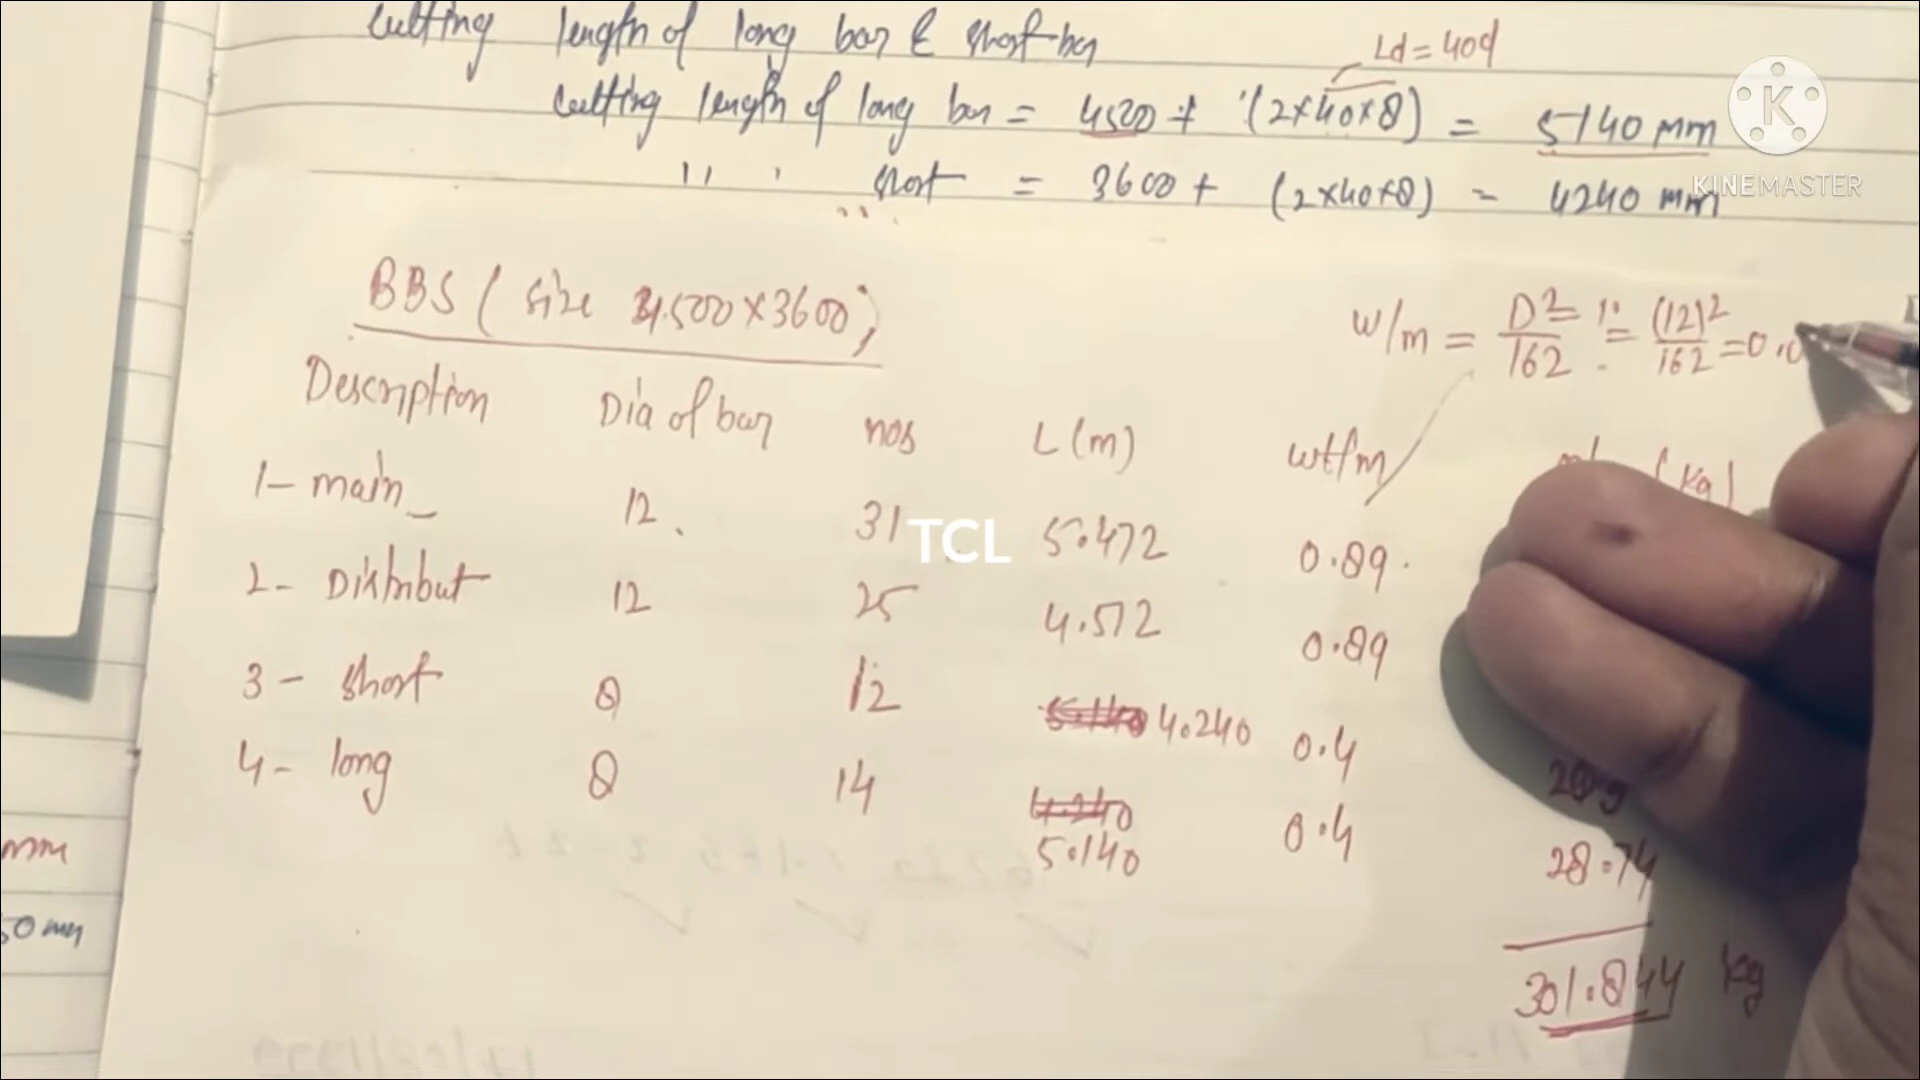 Cutting length of long bar & short bar
Ld = 40d
Cutting length of long bar = 4500 + (2×40×8) = 5140 mm
" " short = 3600 + (2×40×8) = 4240 mm
KINEMASTER
BBS ( size 4500×3600)
W/m = D²/162 = (12)²/162 = 0.
Description Dia of bar nos L(m) wt/m (kg)
1- main 12 31 5.472 0.89
TCL
2- Distribut 12 25 4.572 0.89
3- short 8 12 4.240 0.4
4- long 8 14 5.140 0.4
28.74
301.844 kg
mm
50 mm